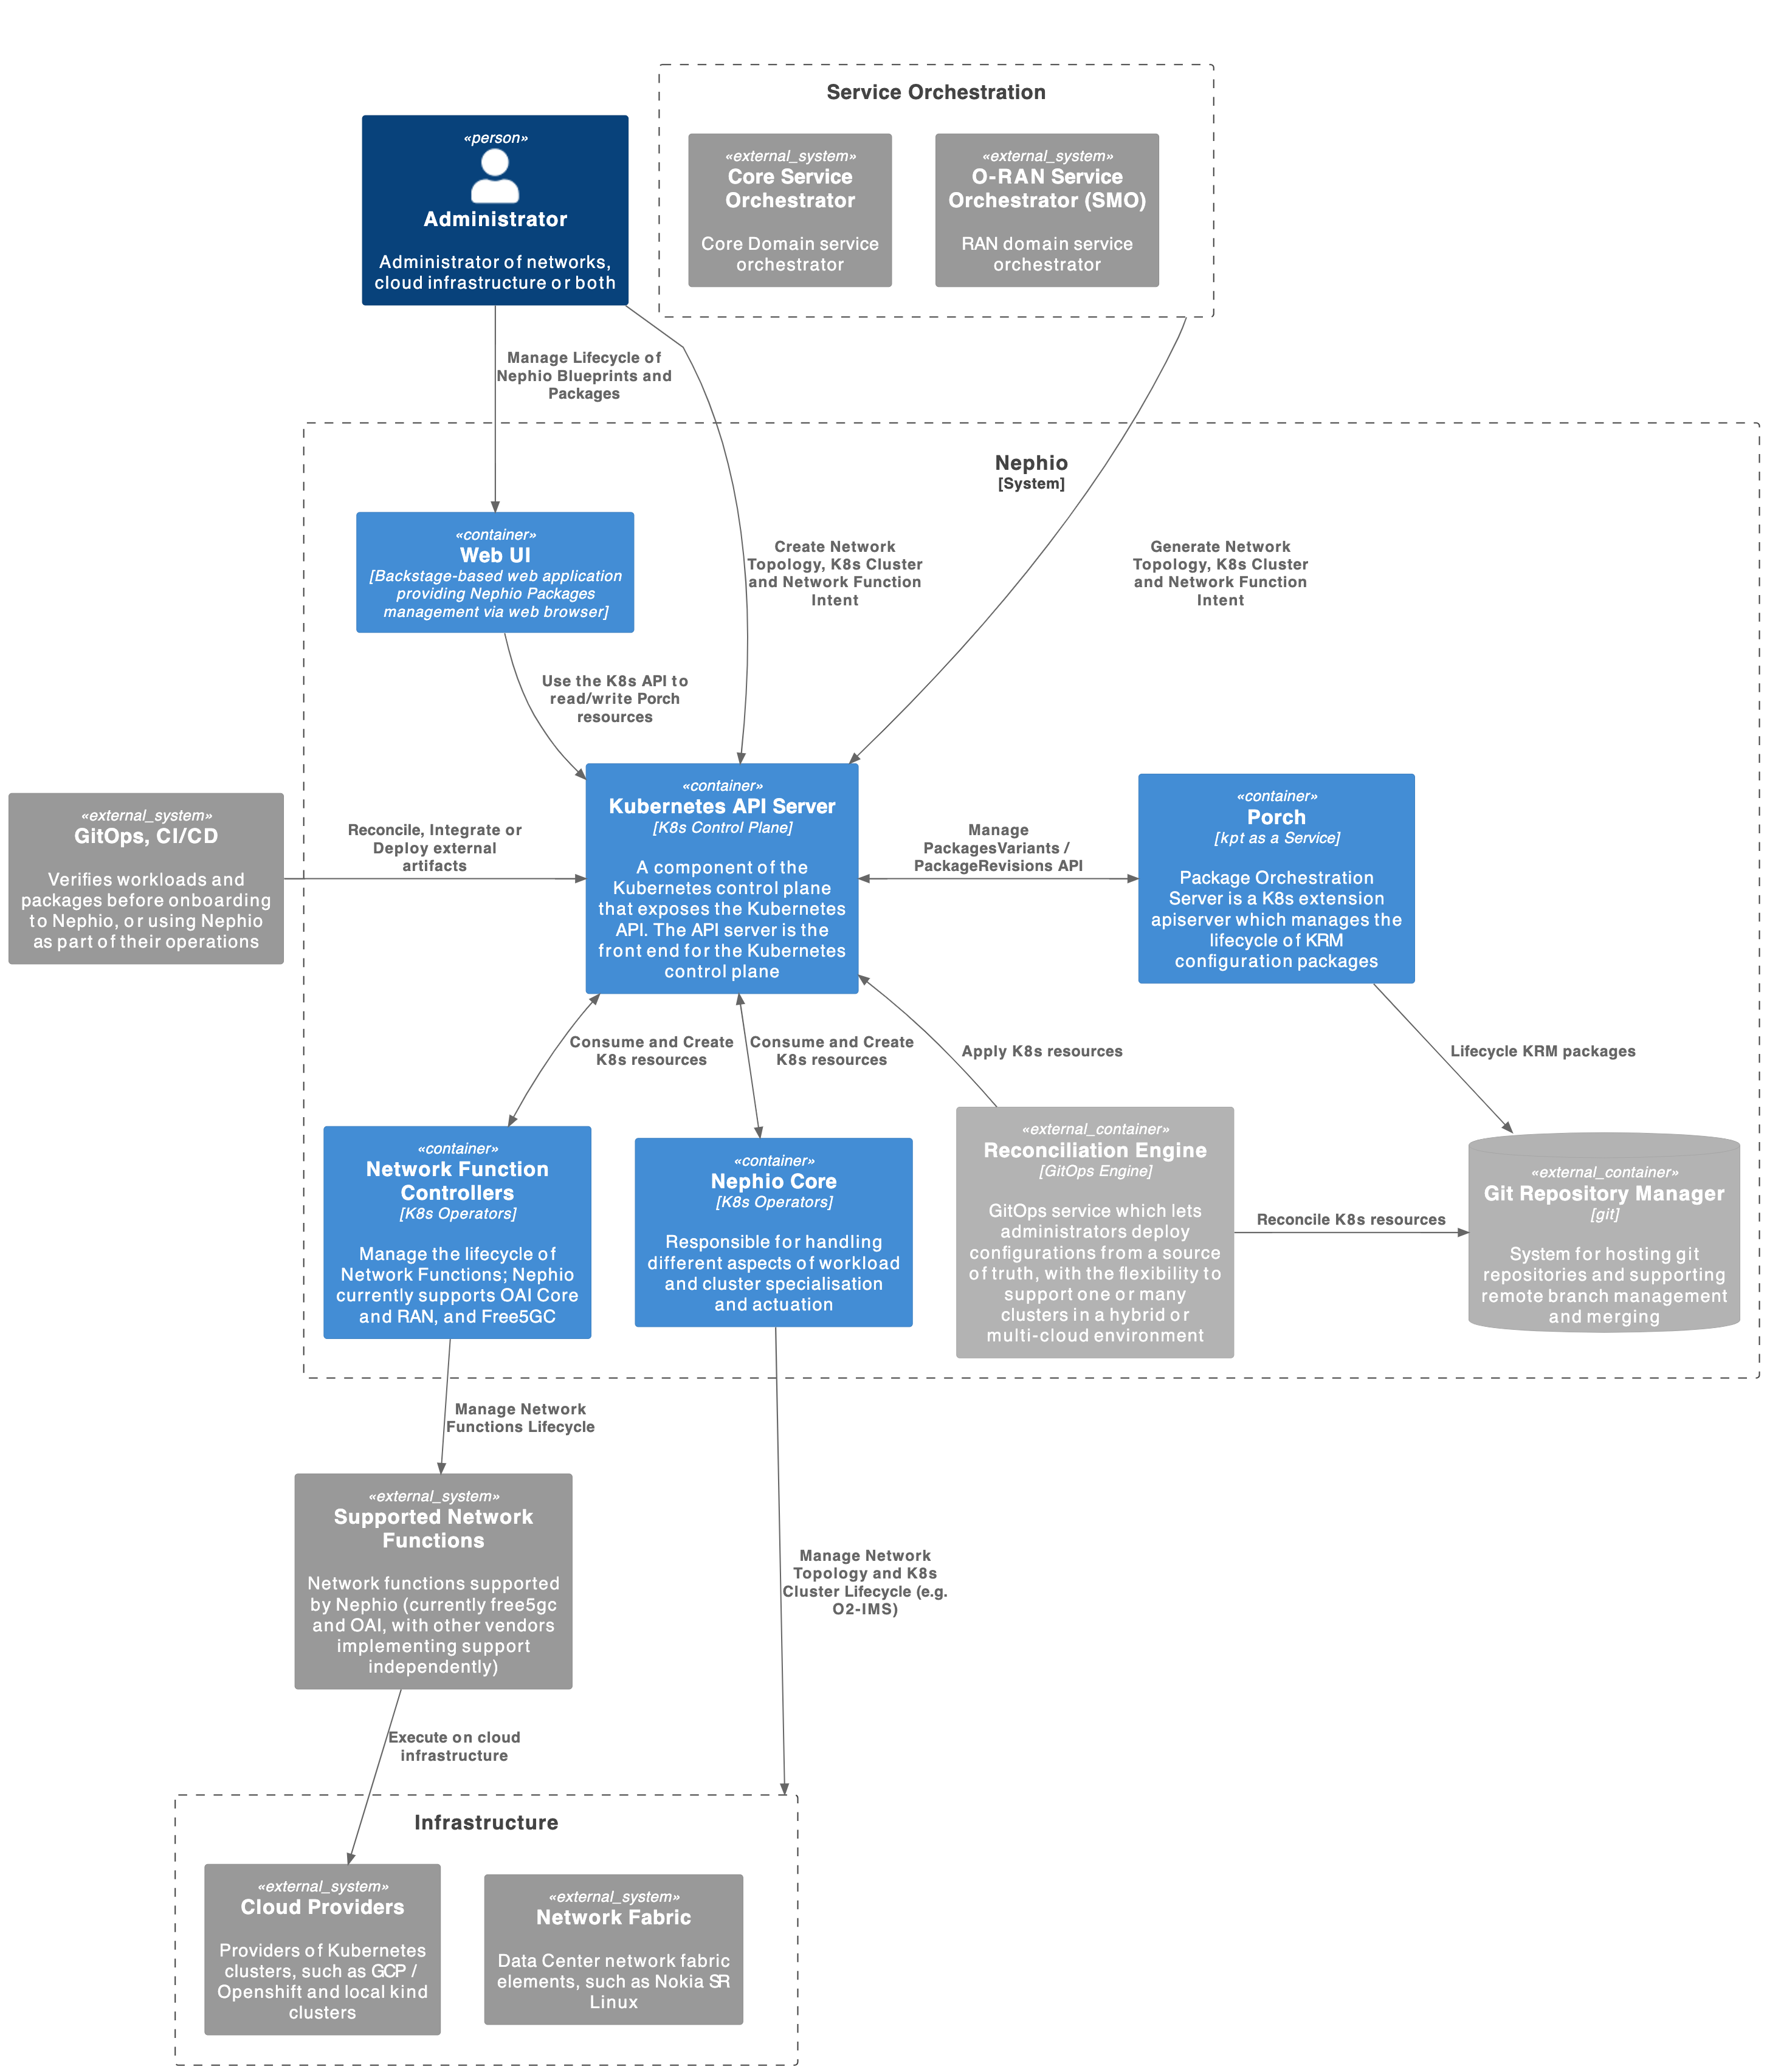 Service Orchestration
«person»
Administrator
Administrator of networks,
cloud infrastructure or both
«external_system»
Core Service
Orchestrator
Core Domain service
orchestrator
«external_system»
O-RAN Service
Orchestrator (SMO)
RAN domain service
orchestrator
Manage Lifecycle of
Nephio Blueprints and
Packages
Nephio
[System]
«container»
Web UI
[Backstage-based web application
providing Nephio Packages
management via web browser]
Create Network
Topology, K8s Cluster
and Network Function
Intent
Generate Network
Topology, K8s Cluster
and Network Function
Intent
Use the K8s API to
read/write Porch
resources
«external_system»
GitOps, CI/CD
Verifies workloads and
packages before onboarding
to Nephio, or using Nephio
as part of their operations
Reconcile, Integrate or
Deploy external
artifacts
«container»
Kubernetes API Server
[K8s Control Plane]
A component of the
Kubernetes control plane
that exposes the Kubernetes
API. The API server is the
front end for the Kubernetes
control plane
Manage
PackagesVariants /
PackageRevisions API
«container»
Porch
[kpt as a Service]
Package Orchestration
Server is a K8s extension
apiserver which manages the
lifecycle of KRM
configuration packages
Consume and Create
K8s resources
Consume and Create
K8s resources
Apply K8s resources
Lifecycle KRM packages
«container»
Network Function
Controllers
[K8s Operators]
Manage the lifecycle of
Network Functions; Nephio
currently supports OAI Core
and RAN, and Free5GC
«container»
Nephio Core
[K8s Operators]
Responsible for handling
different aspects of workload
and cluster specialisation
and actuation
«external_container»
Reconciliation Engine
[GitOps Engine]
GitOps service which lets
administrators deploy
configurations from a source
of truth, with the flexibility to
support one or many
clusters in a hybrid or
multi-cloud environment
Reconcile K8s resources
«external_container»
Git Repository Manager
[git]
System for hosting git
repositories and supporting
remote branch management
and merging
Manage Network
Functions Lifecycle
«external_system»
Supported Network
Functions
Network functions supported
by Nephio (currently free5gc
and OAI, with other vendors
implementing support
independently)
Manage Network
Topology and K8s
Cluster Lifecycle (e.g.
O2-IMS)
Execute on cloud
infrastructure
Infrastructure
«external_system»
Cloud Providers
Providers of Kubernetes
clusters, such as GCP /
Openshift and local kind
clusters
«external_system»
Network Fabric
Data Center network fabric
elements, such as Nokia SR
Linux